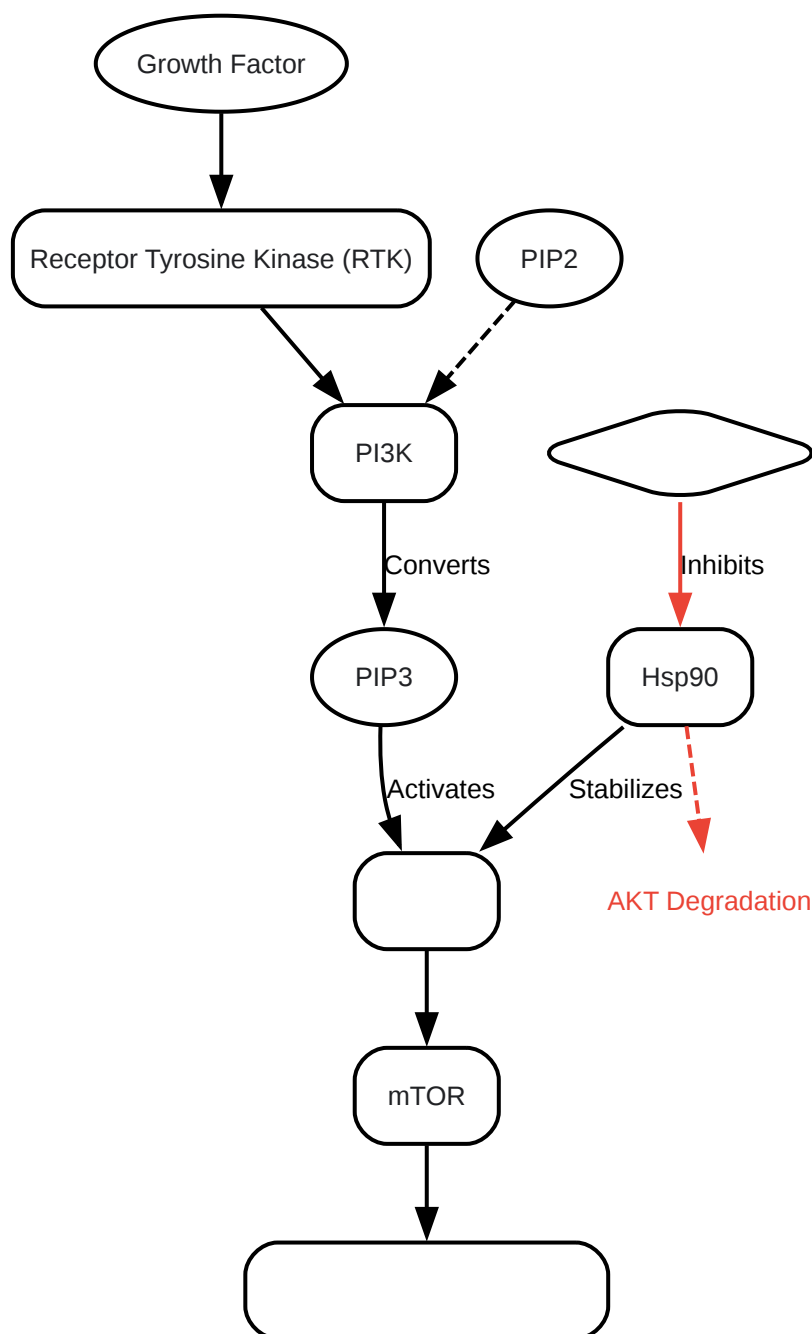 Growth Factor
Receptor Tyrosine Kinase (RTK)
PIP2
PI3K
Converts
Inhibits
PIP3
Hsp90
Activates
Stabilizes
AKT Degradation
mTOR